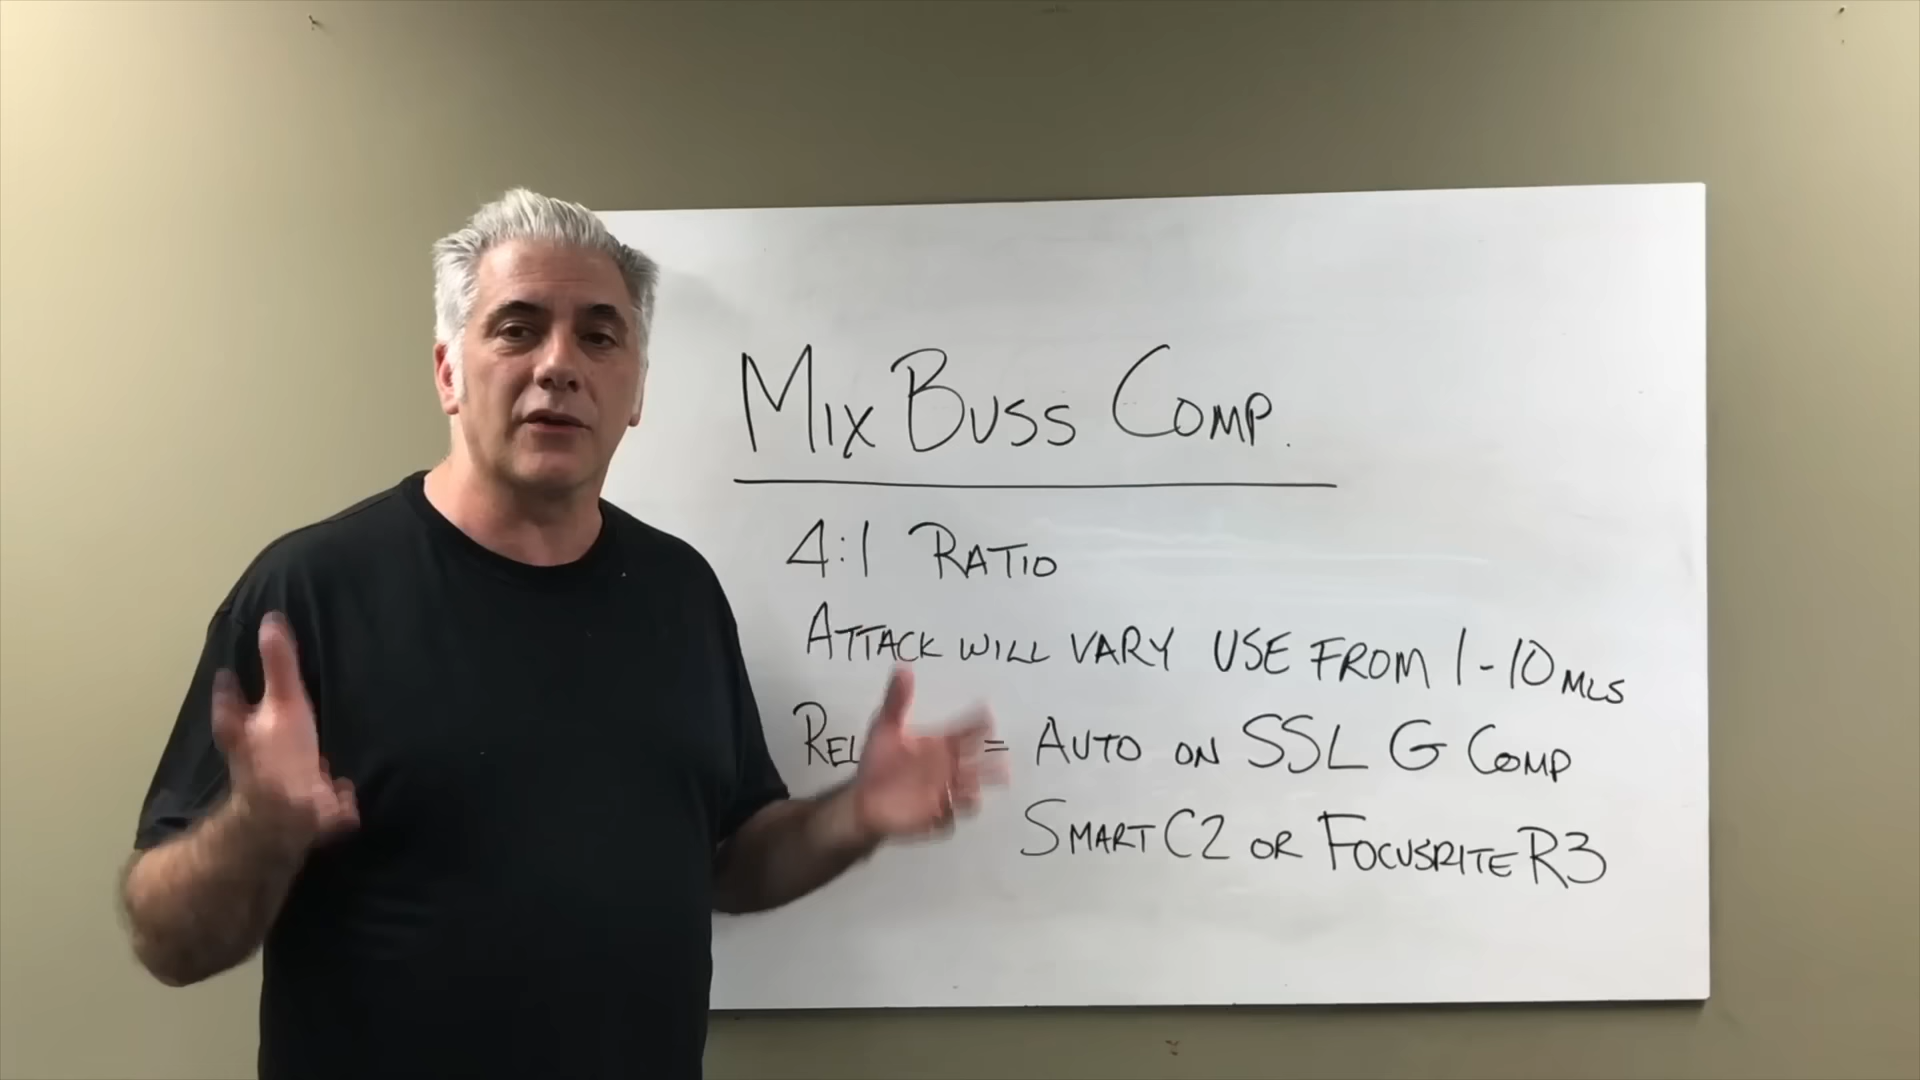 Mix Buss Comp.
4:1 Ratio
Attack will vary use from 1-10 mls
= Auto on SSL G Comp
Smart C2 or Focusrite R3